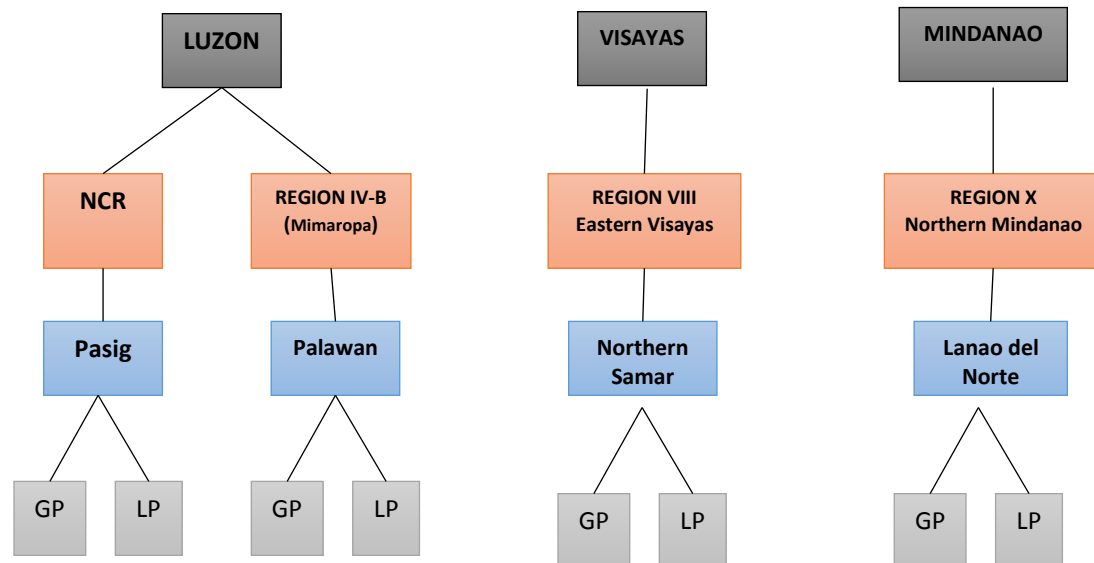 LUZON
VISAYAS
MINDANAO
NCR
REGION IV-B
(Mimaropa)
REGION VIII
Eastern Visayas
REGION X
Northern Mindanao
Pasig
Palawan
Northern
Samar
Lanao del
Norte
GP
LP
GP
LP
GP
LP
GP
LP